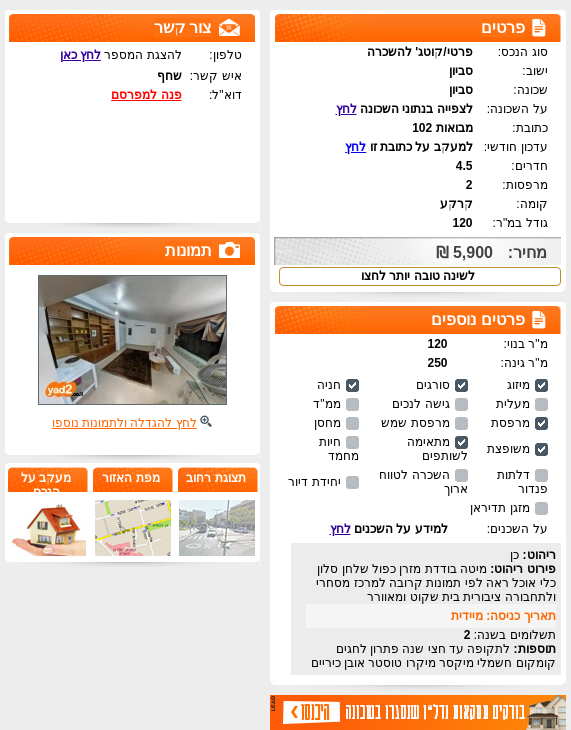 פרטים
סוג הנכס: פרטי/קוטג' להשכרה
ישוב: סביון
שכונה: סביון
על השכונה: לצפייה בנתוני השכונה לחץ
כתובת: מבואות 102
עדכון חודשי: למעקב על כתובת זו לחץ
חדרים: 4.5
מרפסות: 2
קומה: קרקע
גודל במ"ר: 120
מחיר: 5,900 ₪
לשינה טובה יותר לחצו
פרטים נוספים
מ"ר בנוי: 120
מ"ר גינה: 250
מיזוג סורגים חניה
מעלית גישה לנכים ממ"ד
מרפסת מרפסת שמש מחסן
משופצת מתאימה לשותפים חיות מחמד
דלתות פנדור השכרה לטווח ארוך יחידת דיור
מזגן תדיראן
על השכנים: למידע על השכנים לחץ
ריהוט: כן
פירוט ריהוט: מיטה בודדת מזרן כפול שלחן סלון
כלי אוכל ראה לפי תמונות קרובה למרכז מסחרי
ולתחבורה ציבורית בית שקוט ומאוורר
תאריך כניסה: מיידית
תשלומים בשנה: 2
תוספות: לתקופה עד חצי שנה פתרון לחגים
קומקום חשמלי מיקסר מיקרו טוסטר אובן כיריים
בודקים עסקאות נדל"ן שנסגרו בשכונה היכנסו
צור קשר
טלפון: להצגת המספר לחץ כאן
איש קשר: שחף
דוא"ל: פנה למפרסם
תמונות
yad2
לחץ להגדלה ולתמונות נוספו
תצוגת רחוב
מפת האזור
מעקב על
הנכס